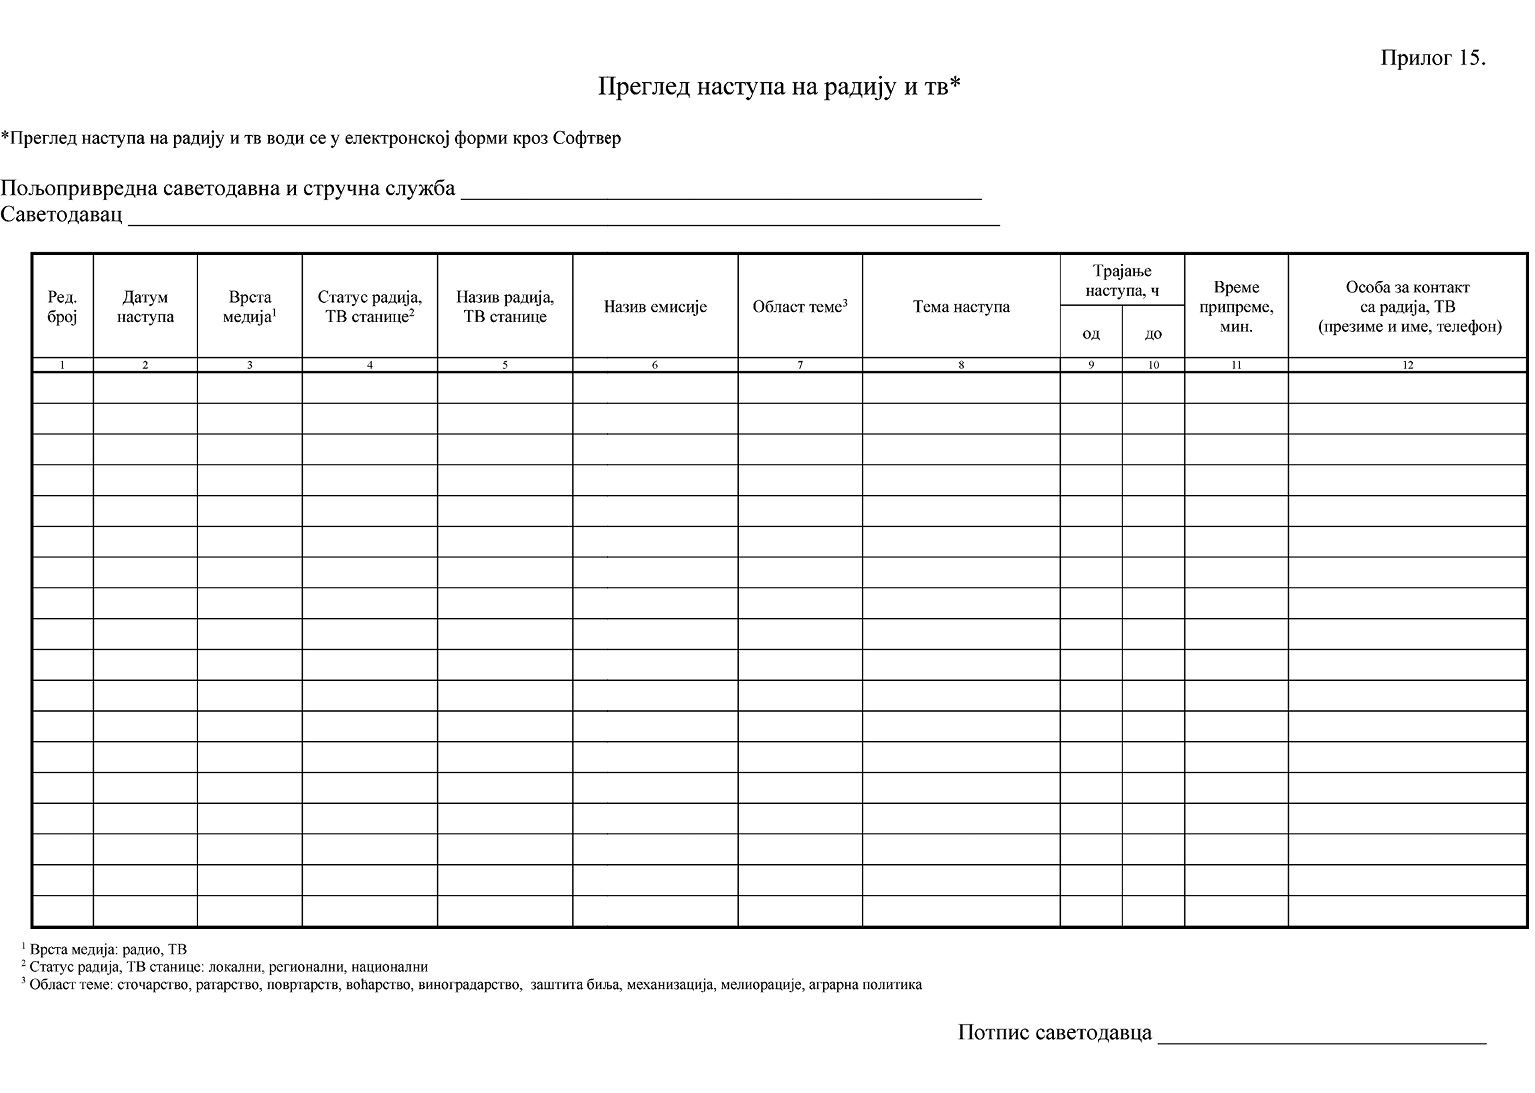 Прилог 15.
Преглед наступа на радију и тв*
*Преглед наступа на радију и тв води се у електронској форми кроз Софтвер
Пољопривредна саветодавна и стручна служба
Саветодавац
Ред. број
Датум наступа
Врста медија1
Статус радија, ТВ станице2
Назив радија, ТВ станице
Назив емисије
Област теме3
Тема наступа
Трајање наступа, ч
од
до
Време припреме, мин.
Особа за контакт са радија, ТВ (презиме и име, телефон)
1 2 3 4 5 6 7 8 9 10 11 12
1 Врста медија: радио, ТВ
2 Статус радија, ТВ станице: локални, регионални, национални
3 Област теме: сточарство, ратарство, повртарств, воћарство, виноградарство, заштита биља, механизација, мелиорације, аграрна политика
Потпис саветодавца